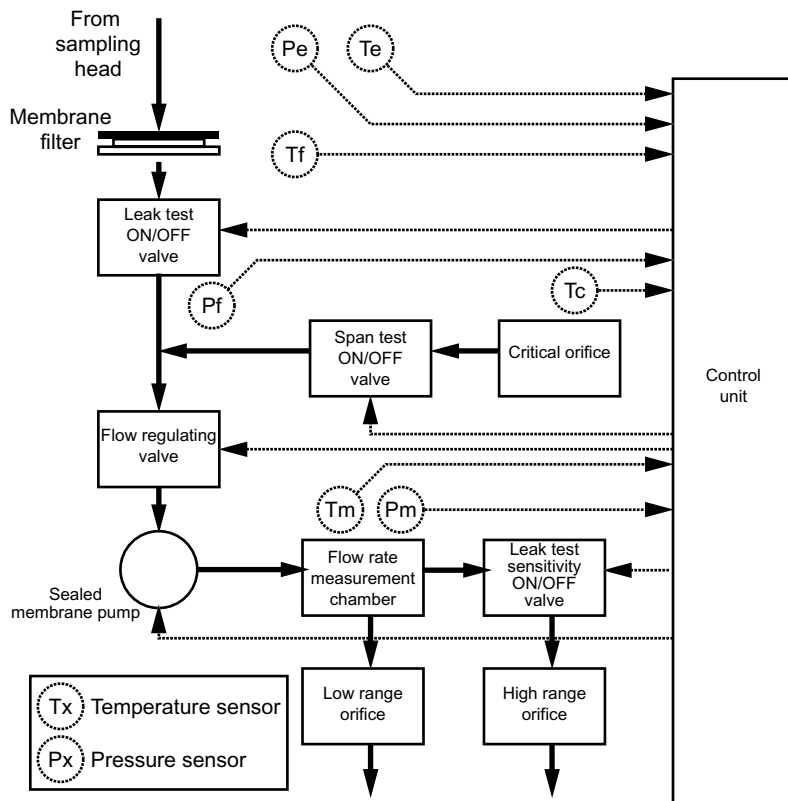 From
sampling
head
Pe
Te
Membrane
filter
Tf
Leak test
ON/OFF
valve
Pf
Tc
Span test
ON/OFF
valve
Critical orifice
Control
unit
Flow regulating
valve
Tm
Pm
Sealed
membrane pump
Flow rate
measurement
chamber
Leak test
sensitivity
ON/OFF
valve
Low range
orifice
High range
orifice
Tx Temperature sensor
Px Pressure sensor